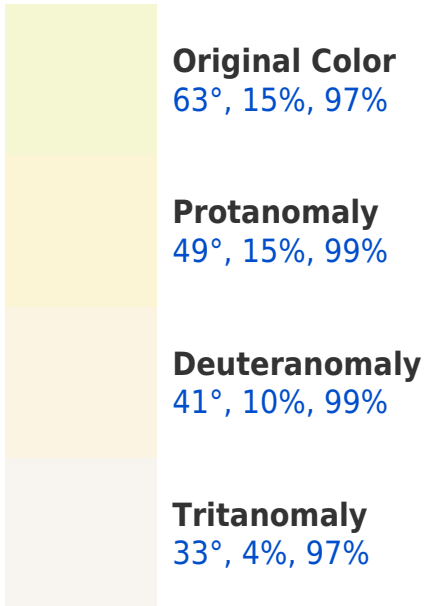 Original Color
63°, 15%, 97%
Protanomaly
49°, 15%, 99%
Deuteranomaly
41°, 10%, 99%
Tritanomaly
33°, 4%, 97%